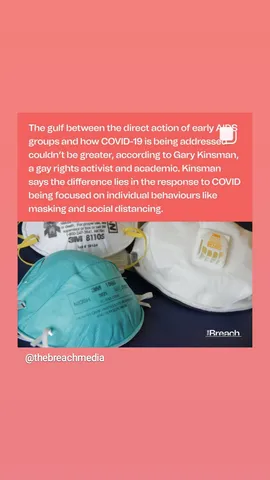 The gulf between the direct action of early AIDS
groups and how COVID-19 is being addressed
couldn't be greater, according to Gary Kinsman,
a gay rights activist and academic. Kinsman
says the difference lies in the response to COVID
being focused on individual behaviours like
masking and social distancing.
3M 8110S
N
3M
The Breach
@thebreachmedia